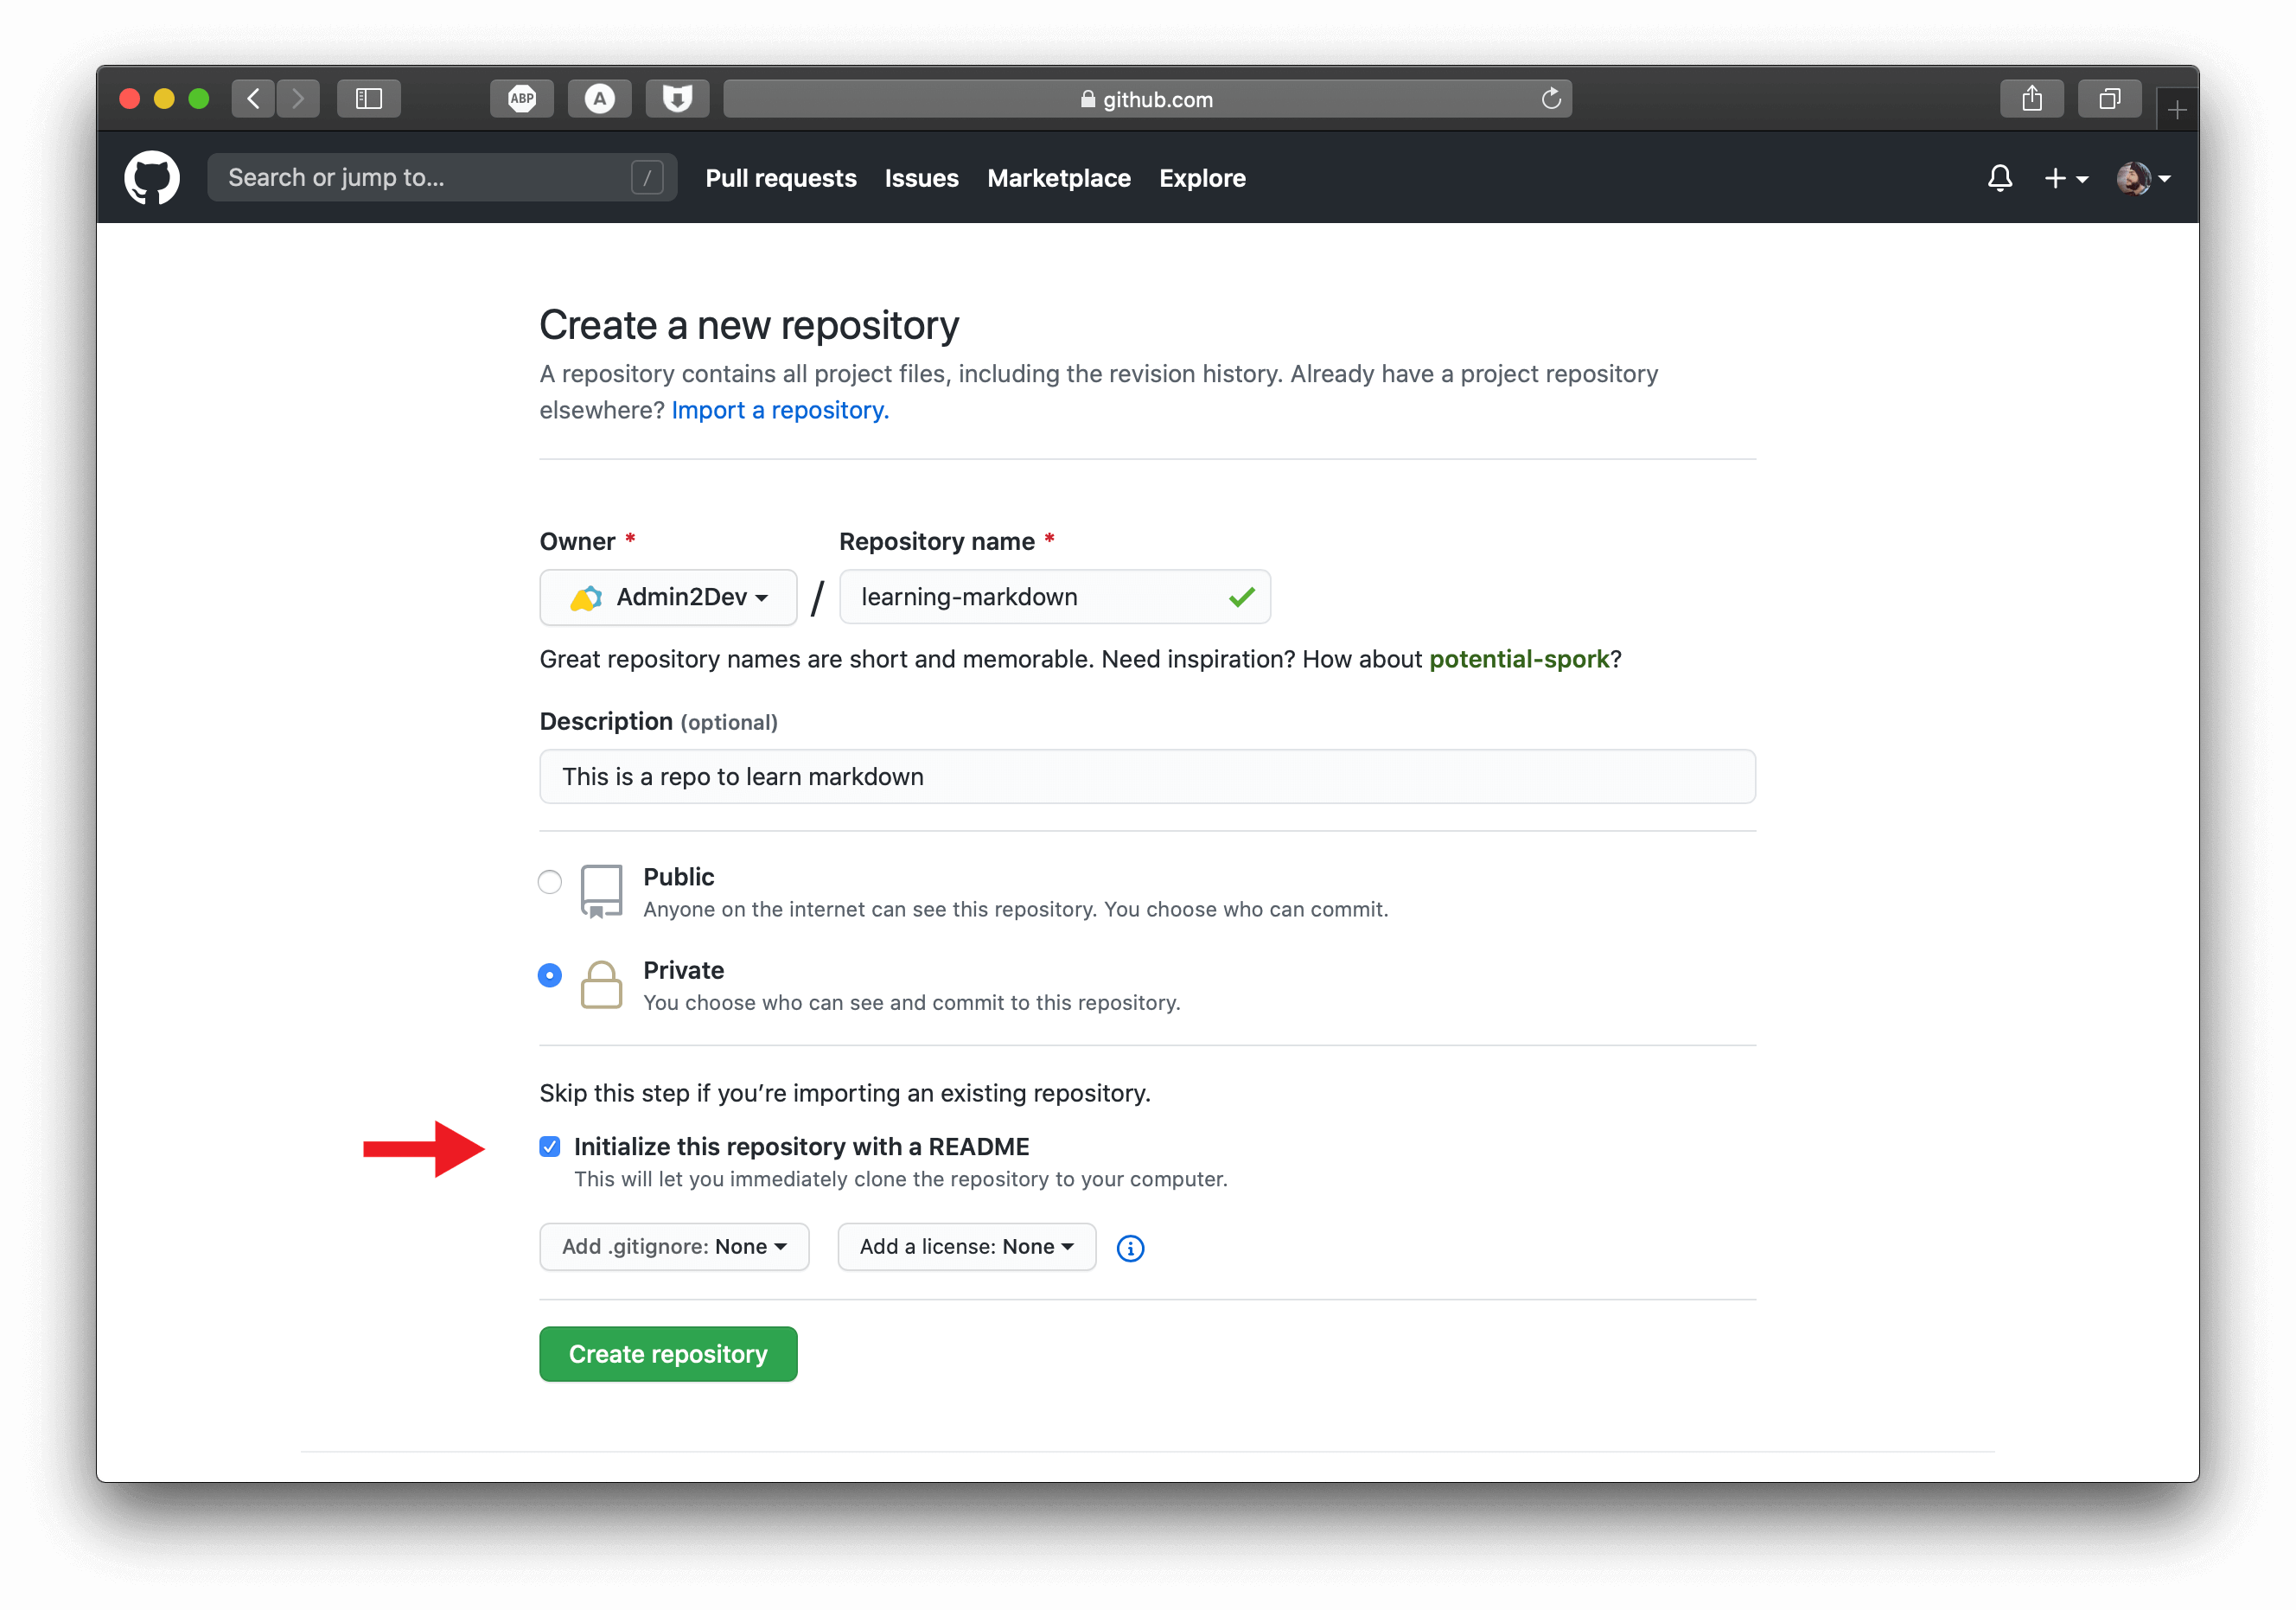 ABP
A
github.com
Search or jump to...
/
Pull requests
Issues
Marketplace
Explore
Create a new repository
A repository contains all project files, including the revision history. Already have a project repository
elsewhere? Import a repository.
Owner *
Repository name *
Admin2Dev
/
learning-markdown
Great repository names are short and memorable. Need inspiration? How about potential-spork?
Description (optional)
This is a repo to learn markdown
Public
Anyone on the internet can see this repository. You choose who can commit.
Private
You choose who can see and commit to this repository.
Skip this step if you’re importing an existing repository.
Initialize this repository with a README
This will let you immediately clone the repository to your computer.
Add .gitignore: None
Add a license: None
Create repository